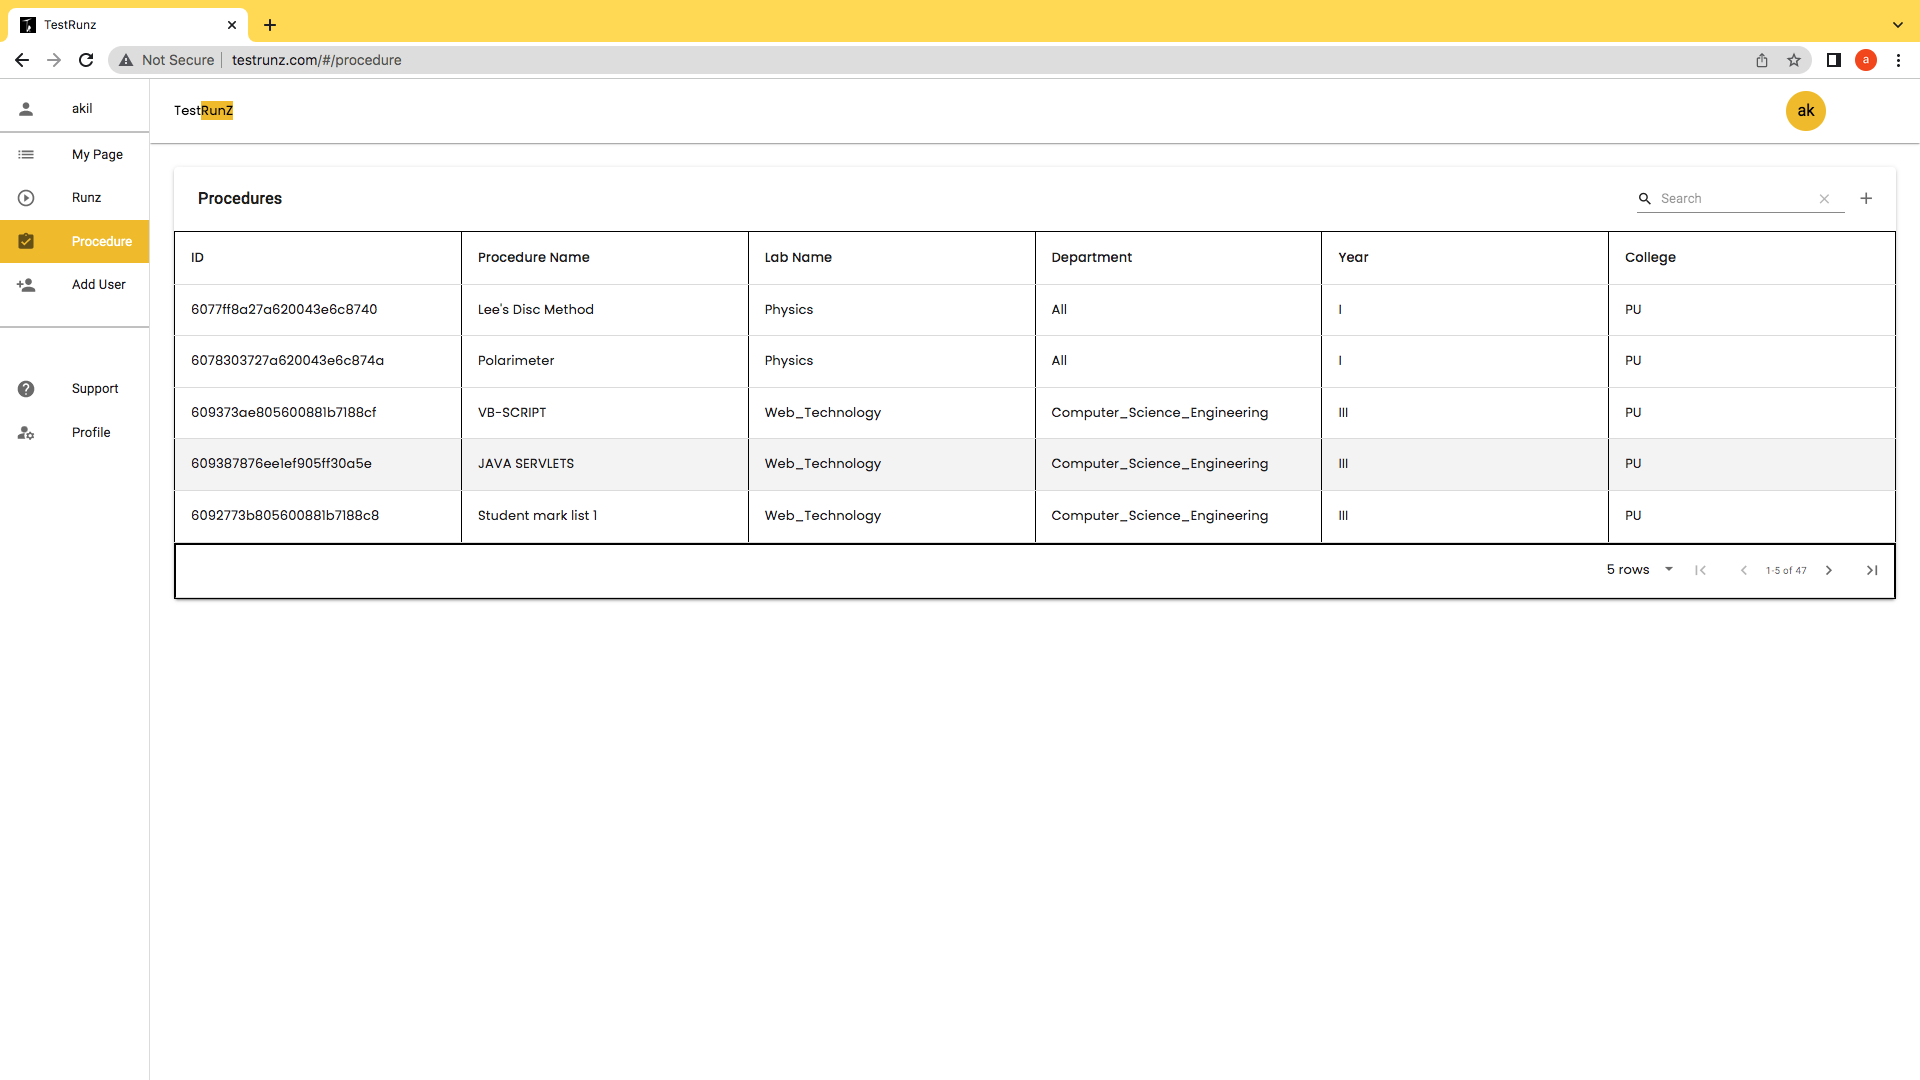 TestRunz
Not Secure testrunz.com/#/procedure a
akil
TestRunZ
ak
My Page
Runz
Procedure
Add User
Support
Profile
Procedures
Search
ID Procedure Name Lab Name Department Year College
6077ff8a27a620043e6c8740 Lee's Disc Method Physics All I PU
6078303727a620043e6c874a Polarimeter Physics All I PU
609373ae805600881b7188cf VB-SCRIPT Web_Technology Computer_Science_Engineering III PU
609387876ee1ef905ff30a5e JAVA SERVLETS Web_Technology Computer_Science_Engineering III PU
6092773b805600881b7188c8 Student mark list 1 Web_Technology Computer_Science_Engineering III PU
5 rows 1-5 of 47